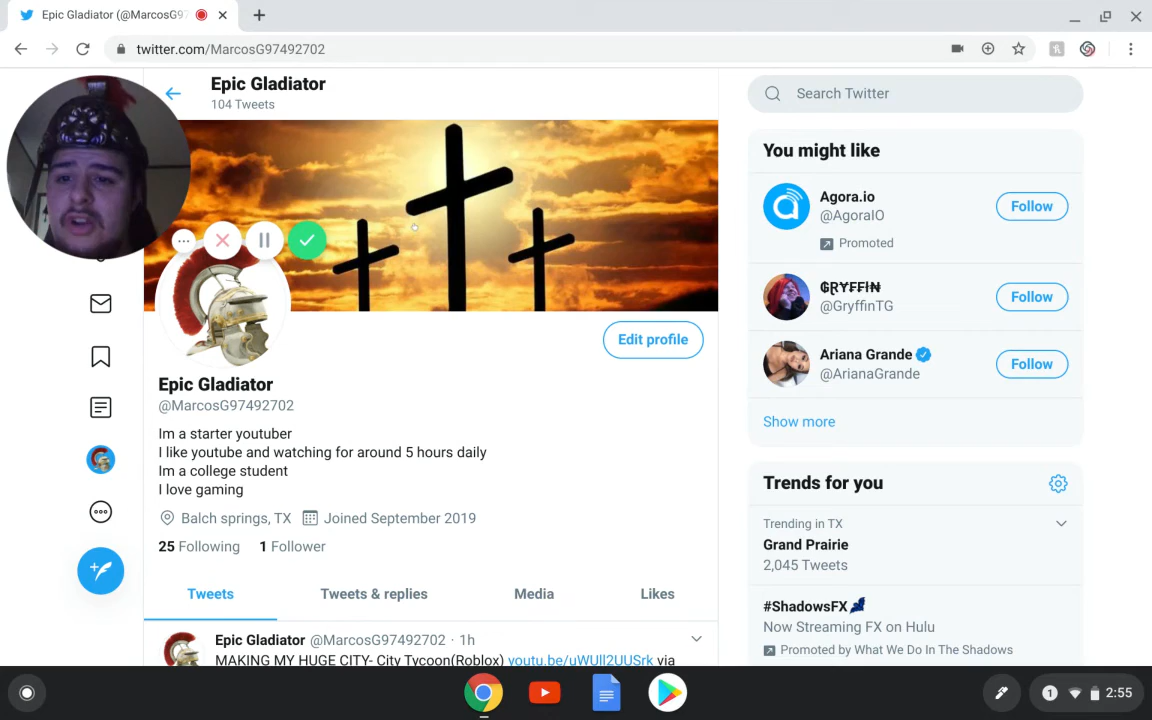 Epic Gladiator (@MarcosG97
twitter.com/MarcosG97492702
Epic Gladiator
104 Tweets
Search Twitter
You might like
Agora.io
@AgoraIO
Promoted
Follow
₲ⱤɎ₣₣ł₦
@GryffinTG
Follow
Ariana Grande
@ArianaGrande
Follow
Show more
Edit profile
Epic Gladiator
@MarcosG97492702
Im a starter youtuber
I like youtube and watching for around 5 hours daily
Im a college student
I love gaming
Balch springs, TX Joined September 2019
25 Following 1 Follower
Tweets Tweets & replies Media Likes
Epic Gladiator @MarcosG97492702 · 1h
MAKING MY HUGE CITY- City Tycoon(Roblox) youtu.be/uWUll2UUSrk via
Trends for you
Trending in TX
Grand Prairie
2,045 Tweets
#ShadowsFX
Now Streaming FX on Hulu
Promoted by What We Do In The Shadows
1 2:55